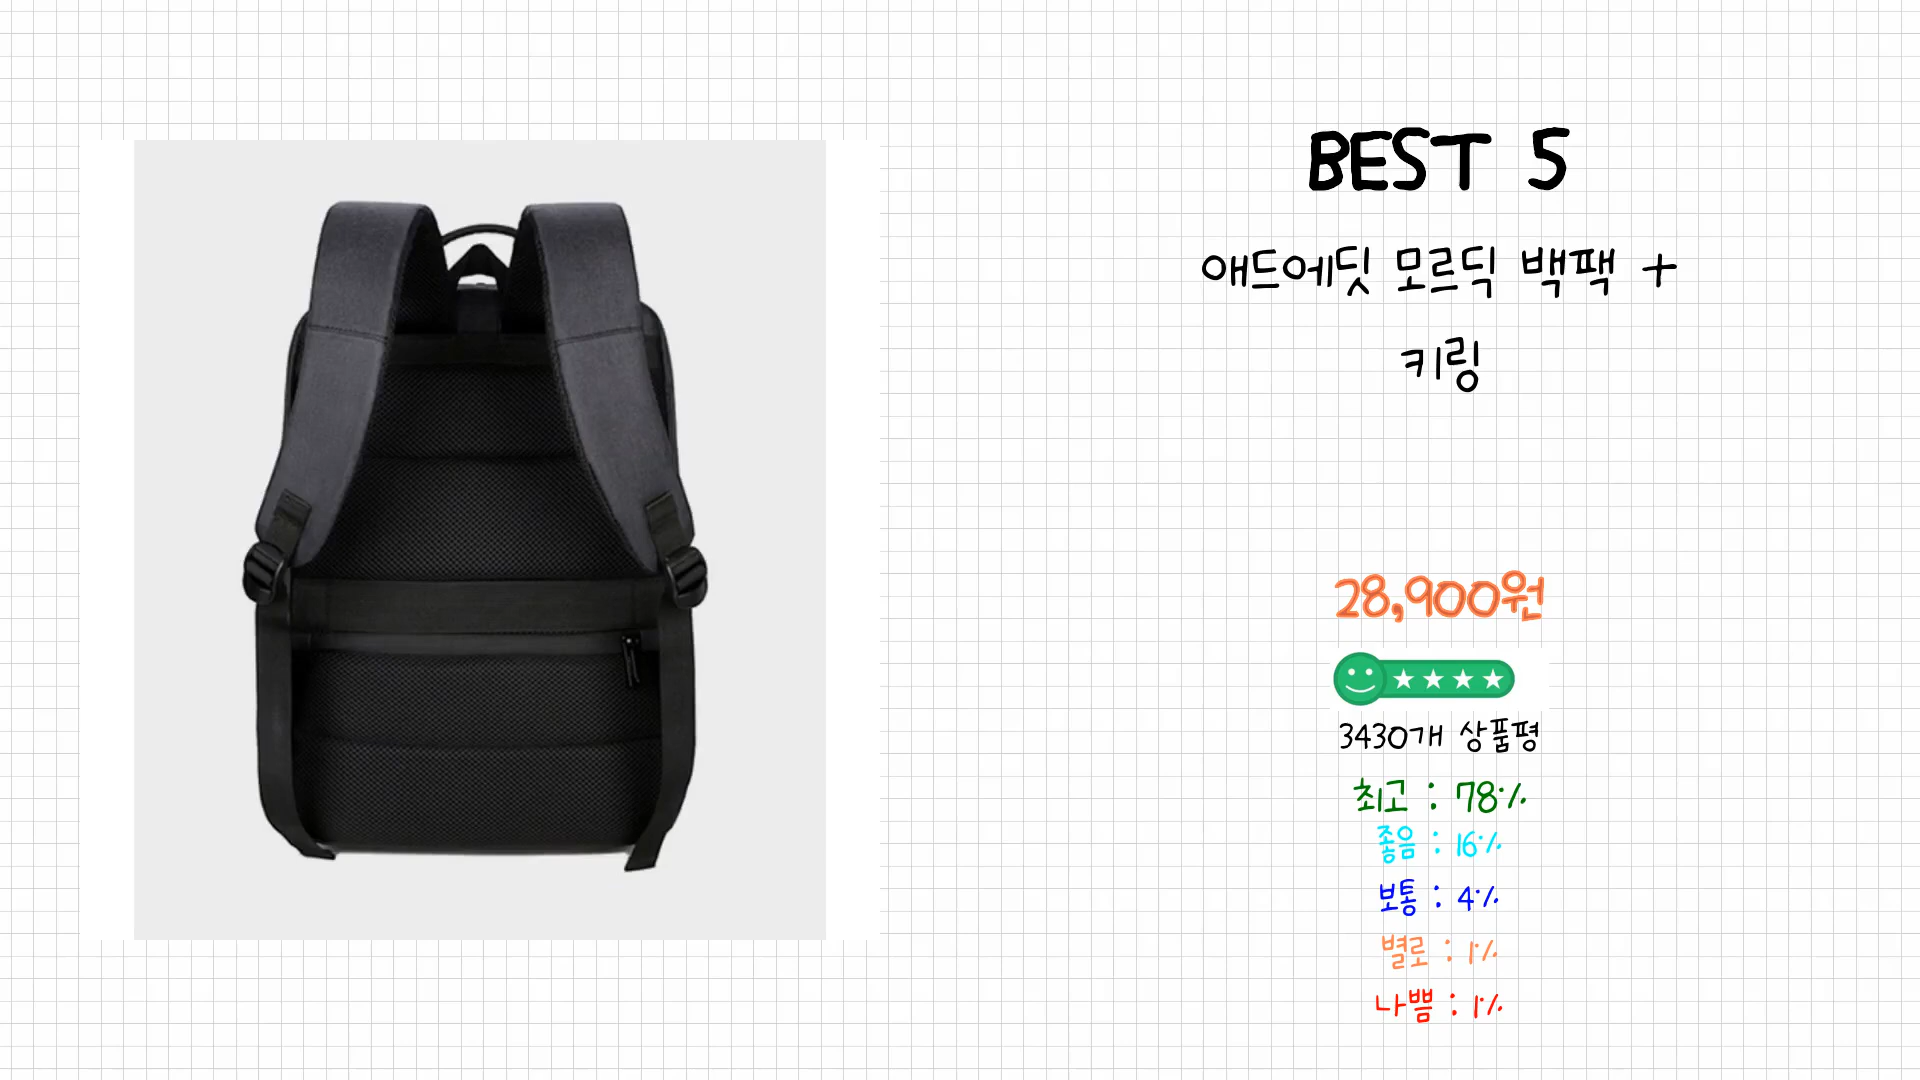 BEST 5
애드에딧 모르딕 백팩 +
키링
28,900원
3430개 상품평
최고 : 78%
좋음 : 16%
보통 : 4%
별로 : 1%
나쁨 : 1%